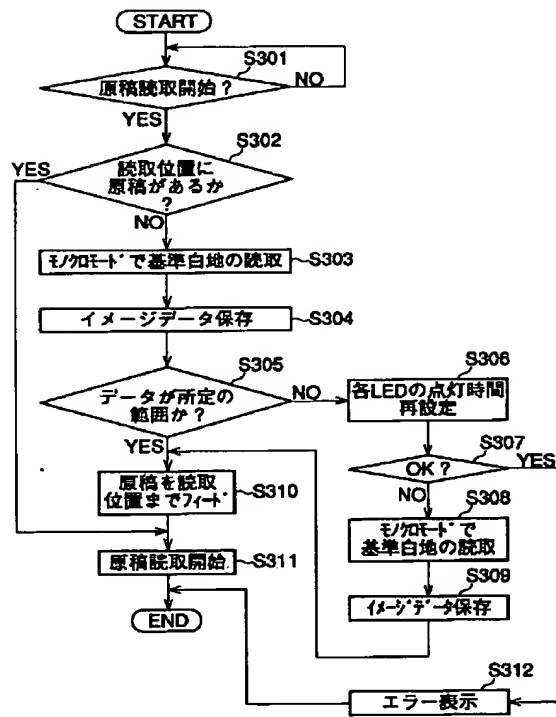 START
S301
原稿読取開始？
NO
YES
S302
YES
読取位置に
原稿があるか
？
NO
ﾓﾉｸﾛﾓｰﾄﾞで基準白地の読取
S303
イメージデータ保存
S304
S305
データが所定の
範囲か？
NO
YES
S306
各LEDの点灯時間
再設定
S307
OK？
YES
NO
S308
ﾓﾉｸﾛﾓｰﾄﾞで
基準白地の読取
S309
ｲﾒｰｼﾞﾃﾞｰﾀ保存
原稿を読取
位置までﾌｨｰﾄﾞ
S310
原稿読取開始
S311
END
S312
エラー表示